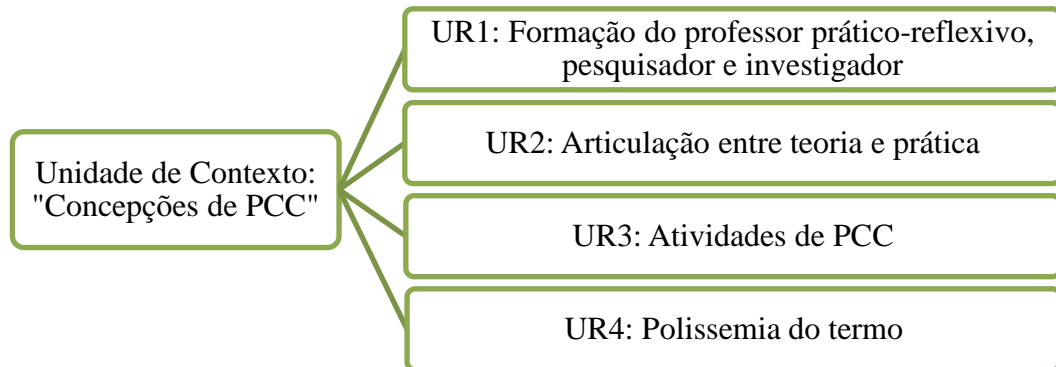 UR1: Formação do professor prático-reflexivo,
pesquisador e investigador
UR2: Articulação entre teoria e prática
Unidade de Contexto:
"Concepções de PCC"
UR3: Atividades de PCC
UR4: Polissemia do termo